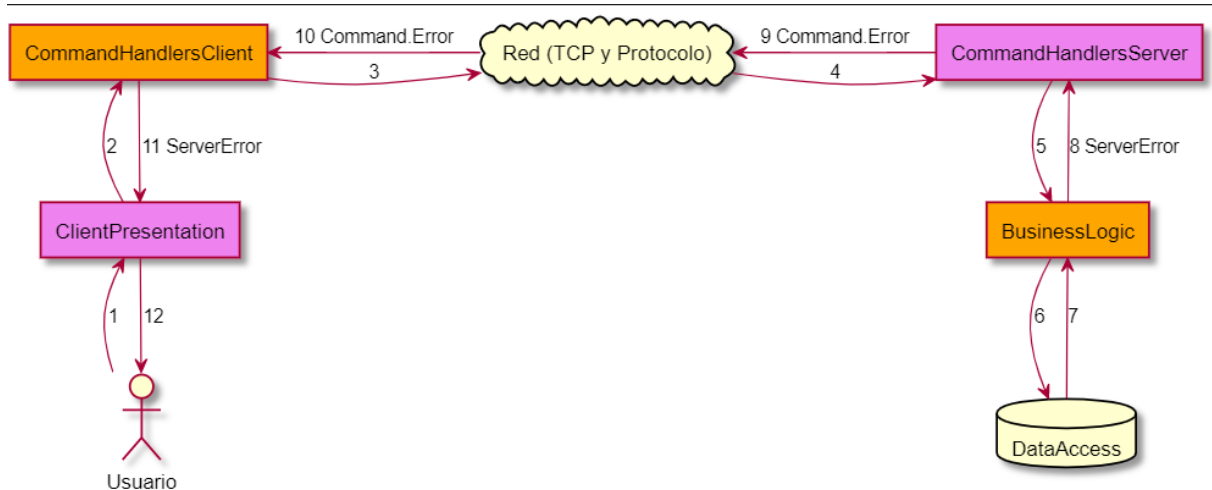 10 Command.Error
9 Command.Error
CommandHandlersClient
Red (TCP y Protocolo)
CommandHandlersServer
3
4
2
11 ServerError
5
8 ServerError
ClientPresentation
BusinessLogic
1
12
6
7
DataAccess
Usuario